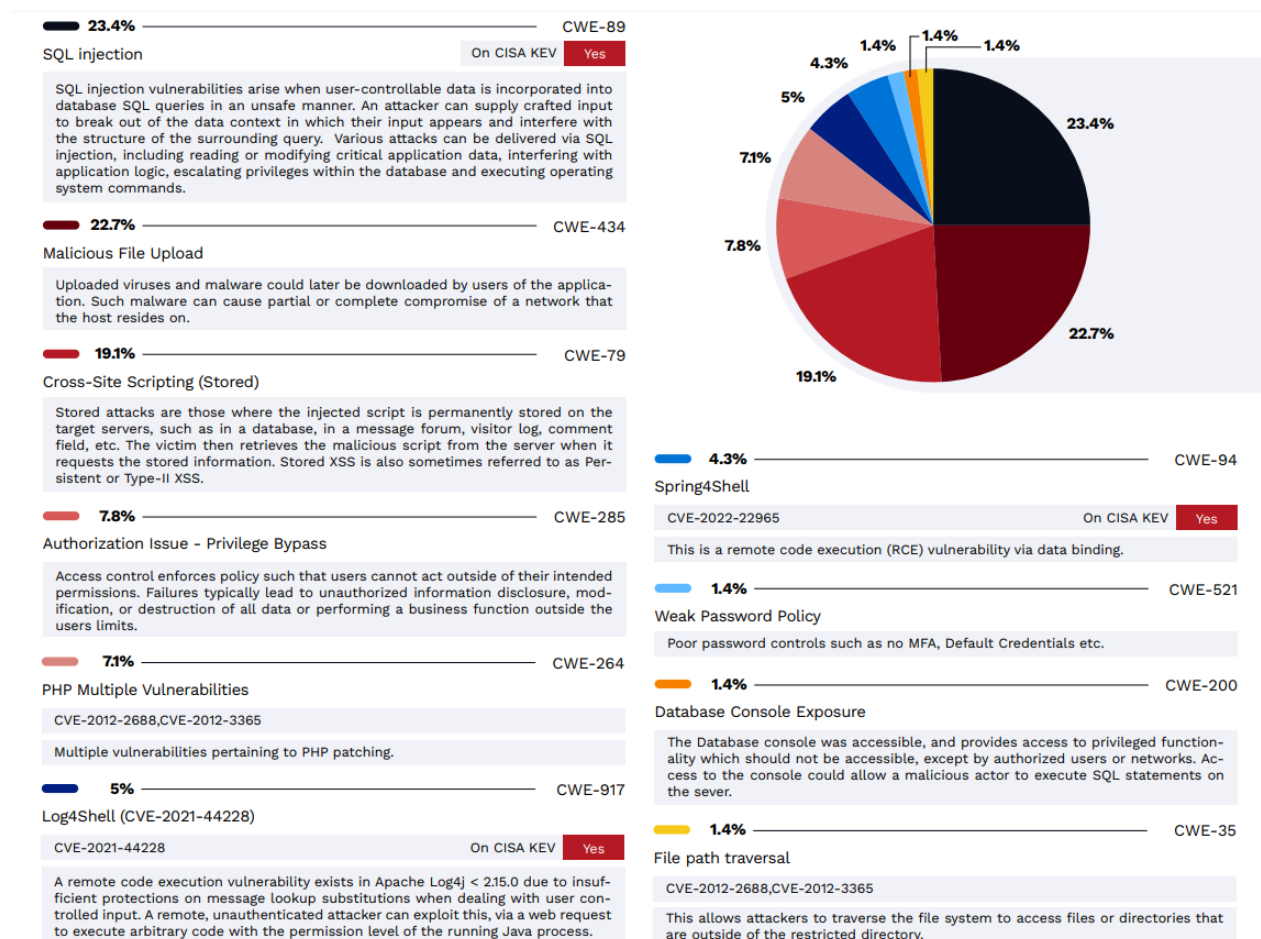 23.4%
CWE-89
SQL injection
On CISA KEV
Yes
SQL injection vulnerabilities arise when user-controllable data is incorporated into
database SQL queries in an unsafe manner. An attacker can supply crafted input
to break out of the data context in which their input appears and interfere with
the structure of the surrounding query. Various attacks can be delivered via SQL
injection, including reading or modifying critical application data, interfering with
application logic, escalating privileges within the database and executing operating
system commands.
22.7%
CWE-434
Malicious File Upload
Uploaded viruses and malware could later be downloaded by users of the applica-
tion. Such malware can cause partial or complete compromise of a network that
the host resides on.
19.1%
CWE-79
Cross-Site Scripting (Stored)
Stored attacks are those where the injected script is permanently stored on the
target servers, such as in a database, in a message forum, visitor log, comment
field, etc. The victim then retrieves the malicious script from the server when it
requests the stored information. Stored XSS is also sometimes referred to as Per-
sistent or Type-II XSS.
7.8%
CWE-285
Authorization Issue - Privilege Bypass
Access control enforces policy such that users cannot act outside of their intended
permissions. Failures typically lead to unauthorized information disclosure, mod-
ification, or destruction of all data or performing a business function outside the
users limits.
7.1%
CWE-264
PHP Multiple Vulnerabilities
CVE-2012-2688,CVE-2012-3365
Multiple vulnerabilities pertaining to PHP patching.
5%
CWE-917
Log4Shell (CVE-2021-44228)
CVE-2021-44228
On CISA KEV
Yes
A remote code execution vulnerability exists in Apache Log4j < 2.15.0 due to insuf-
ficient protections on message lookup substitutions when dealing with user con-
trolled input. A remote, unauthenticated attacker can exploit this, via a web request
to execute arbitrary code with the permission level of the running Java process.
1.4%
1.4%
1.4%
4.3%
5%
7.1%
7.8%
19.1%
22.7%
23.4%
4.3%
CWE-94
Spring4Shell
CVE-2022-22965
On CISA KEV
Yes
This is a remote code execution (RCE) vulnerability via data binding.
1.4%
CWE-521
Weak Password Policy
Poor password controls such as no MFA, Default Credentials etc.
1.4%
CWE-200
Database Console Exposure
The Database console was accessible, and provides access to privileged function-
ality which should not be accessible, except by authorized users or networks. Ac-
cess to the console could allow a malicious actor to execute SQL statements on
the sever.
1.4%
CWE-35
File path traversal
CVE-2012-2688,CVE-2012-3365
This allows attackers to traverse the file system to access files or directories that
are outside of the restricted directory.